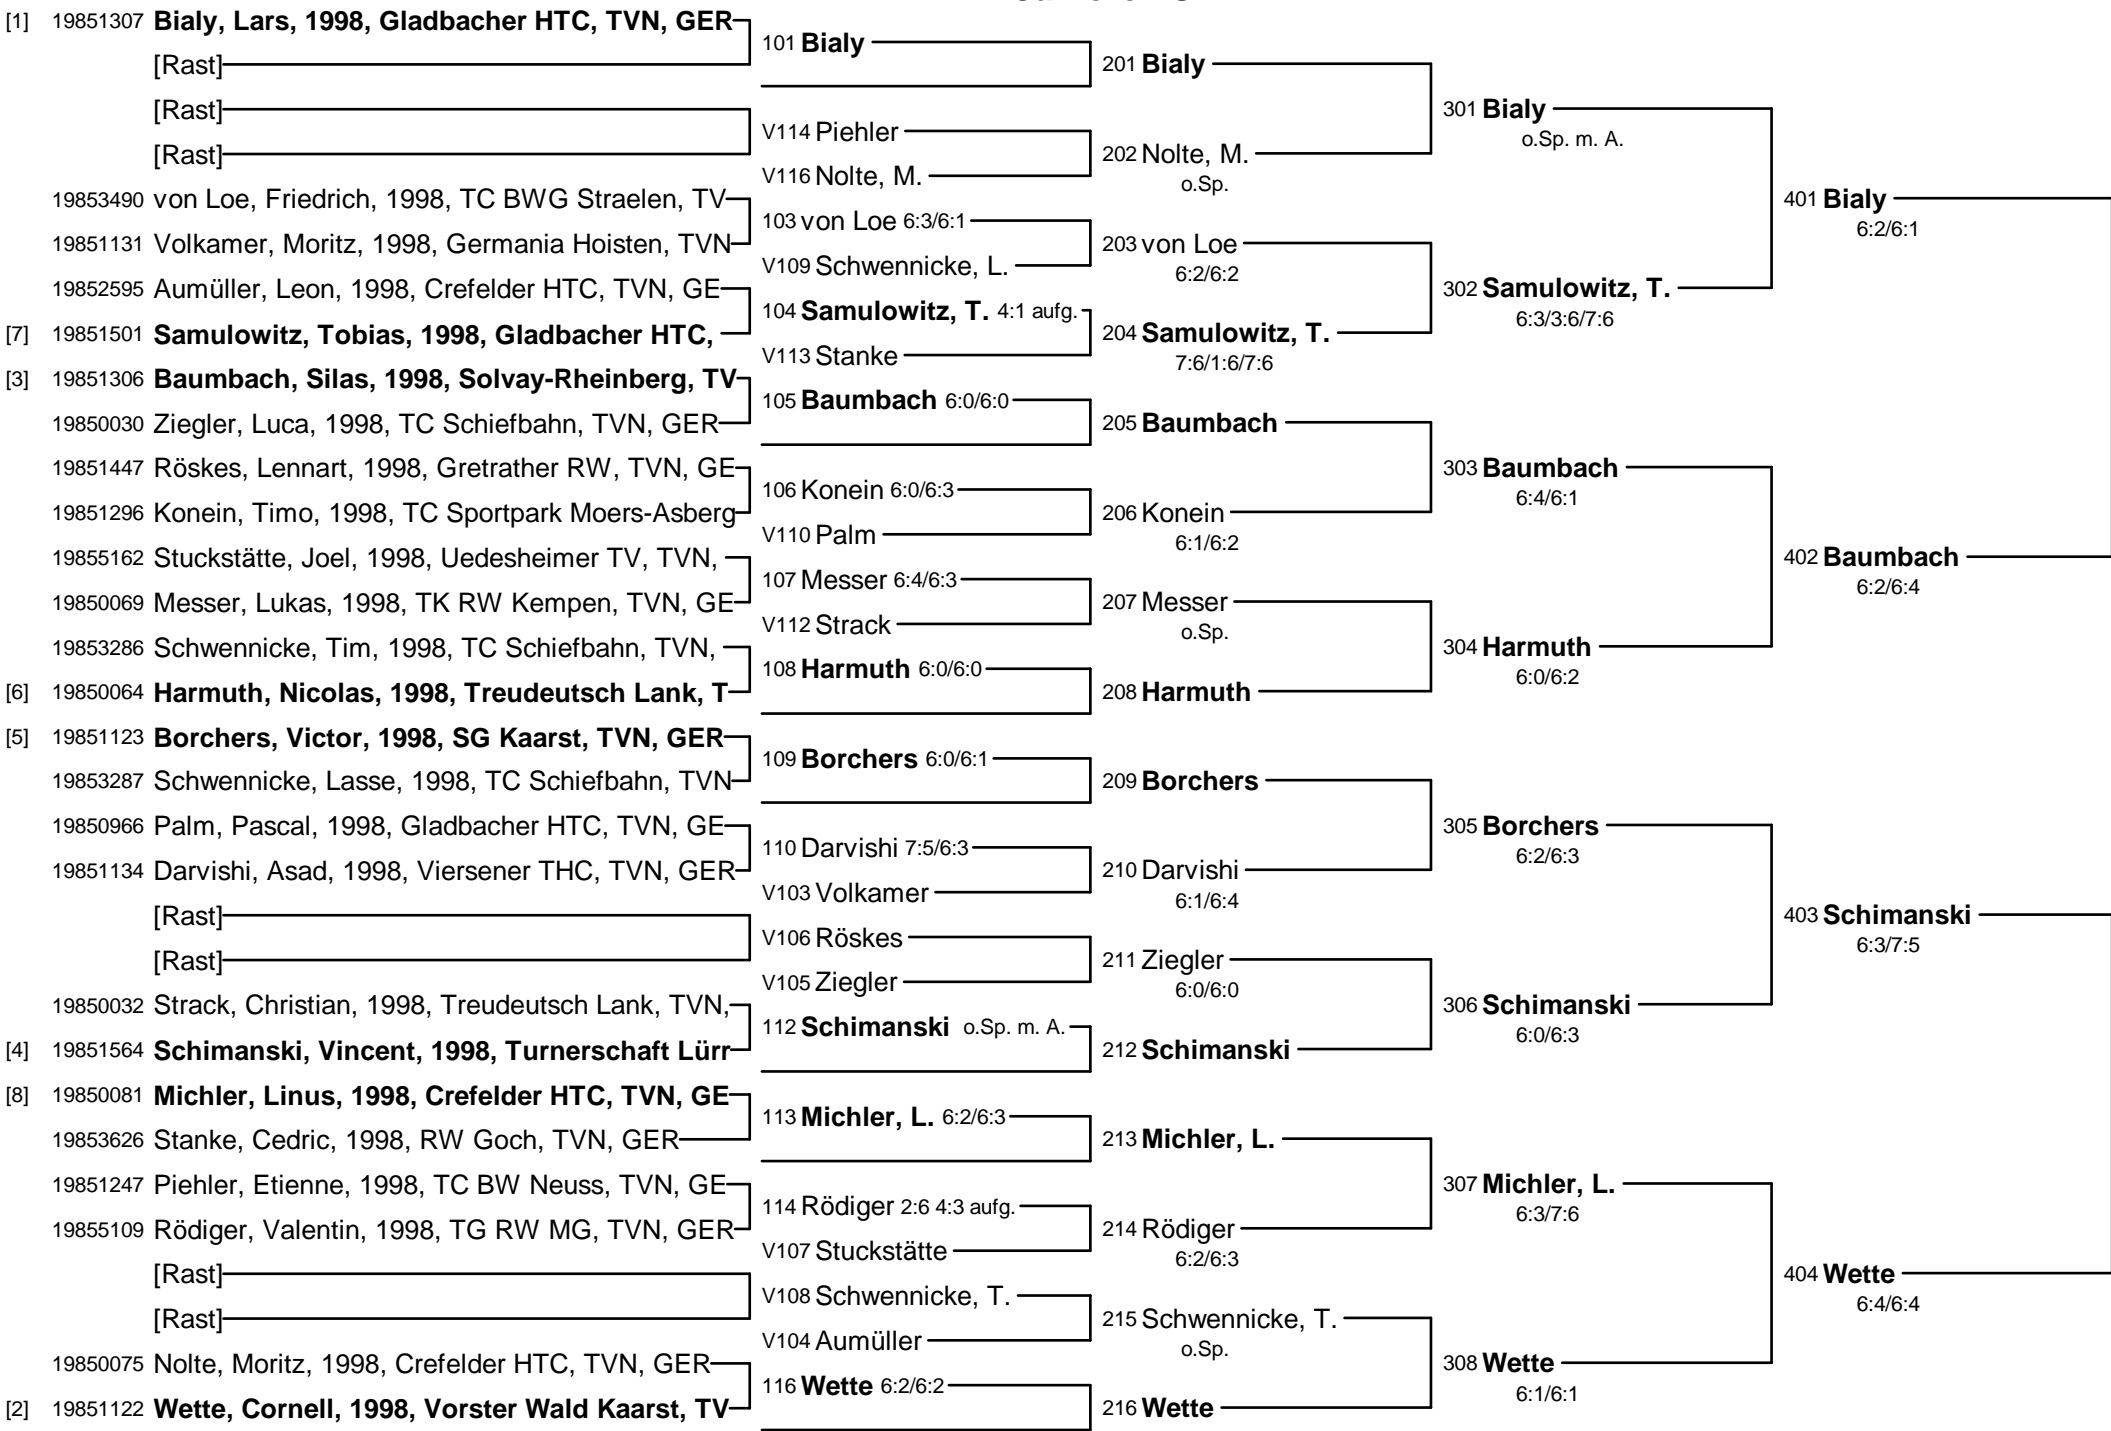 [1] 19851307 Bialy, Lars, 1998, Gladbacher HTC, TVN, GER
[Rast]
[Rast]
[Rast]
19853490 von Loe, Friedrich, 1998, TC BWG Straelen, TV
19851131 Volkamer, Moritz, 1998, Germania Hoisten, TVN
19852595 Aumüller, Leon, 1998, Crefelder HTC, TVN, GE
[7] 19851501 Samulowitz, Tobias, 1998, Gladbacher HTC,
[3] 19851306 Baumbach, Silas, 1998, Solvay-Rheinberg, TV
19850030 Ziegler, Luca, 1998, TC Schiefbahn, TVN, GER
19851447 Röskes, Lennart, 1998, Gretrather RW, TVN, GE
19851296 Konein, Timo, 1998, TC Sportpark Moers-Asberg
19855162 Stuckstätte, Joel, 1998, Uedesheimer TV, TVN,
19850069 Messer, Lukas, 1998, TK RW Kempen, TVN, GE
19853286 Schwennicke, Tim, 1998, TC Schiefbahn, TVN,
[6] 19850064 Harmuth, Nicolas, 1998, Treudeutsch Lank, T
[5] 19851123 Borchers, Victor, 1998, SG Kaarst, TVN, GER
19853287 Schwennicke, Lasse, 1998, TC Schiefbahn, TVN
19850966 Palm, Pascal, 1998, Gladbacher HTC, TVN, GE
19851134 Darvishi, Asad, 1998, Viersener THC, TVN, GER
[Rast]
[Rast]
19850032 Strack, Christian, 1998, Treudeutsch Lank, TVN,
[4] 19851564 Schimanski, Vincent, 1998, Turnerschaft Lürr
[8] 19850081 Michler, Linus, 1998, Crefelder HTC, TVN, GE
19853626 Stanke, Cedric, 1998, RW Goch, TVN, GER
19851247 Piehler, Etienne, 1998, TC BW Neuss, TVN, GE
19855109 Rödiger, Valentin, 1998, TG RW MG, TVN, GER
[Rast]
[Rast]
19850075 Nolte, Moritz, 1998, Crefelder HTC, TVN, GER
[2] 19851122 Wette, Cornell, 1998, Vorster Wald Kaarst, TV
101 Bialy
V114 Piehler
V116 Nolte, M.
103 von Loe 6:3/6:1
V109 Schwennicke, L.
104 Samulowitz, T. 4:1 aufg.
V113 Stanke
105 Baumbach 6:0/6:0
106 Konein 6:0/6:3
V110 Palm
107 Messer 6:4/6:3
V112 Strack
108 Harmuth 6:0/6:0
109 Borchers 6:0/6:1
110 Darvishi 7:5/6:3
V103 Volkamer
V106 Röskes
V105 Ziegler
112 Schimanski o.Sp. m. A.
113 Michler, L. 6:2/6:3
114 Rödiger 2:6 4:3 aufg.
V107 Stuckstätte
V108 Schwennicke, T.
V104 Aumüller
116 Wette 6:2/6:2
201 Bialy
202 Nolte, M.
o.Sp.
203 von Loe
6:2/6:2
204 Samulowitz, T.
7:6/1:6/7:6
205 Baumbach
206 Konein
6:1/6:2
207 Messer
o.Sp.
208 Harmuth
209 Borchers
210 Darvishi
6:1/6:4
211 Ziegler
6:0/6:0
212 Schimanski
213 Michler, L.
214 Rödiger
6:2/6:3
215 Schwennicke, T.
o.Sp.
216 Wette
301 Bialy
o.Sp. m. A.
302 Samulowitz, T.
6:3/3:6/7:6
303 Baumbach
6:4/6:1
304 Harmuth
6:0/6:2
305 Borchers
6:2/6:3
306 Schimanski
6:0/6:3
307 Michler, L.
6:3/7:6
308 Wette
6:1/6:1
401 Bialy
6:2/6:1
402 Baumbach
6:2/6:4
403 Schimanski
6:3/7:5
404 Wette
6:4/6:4